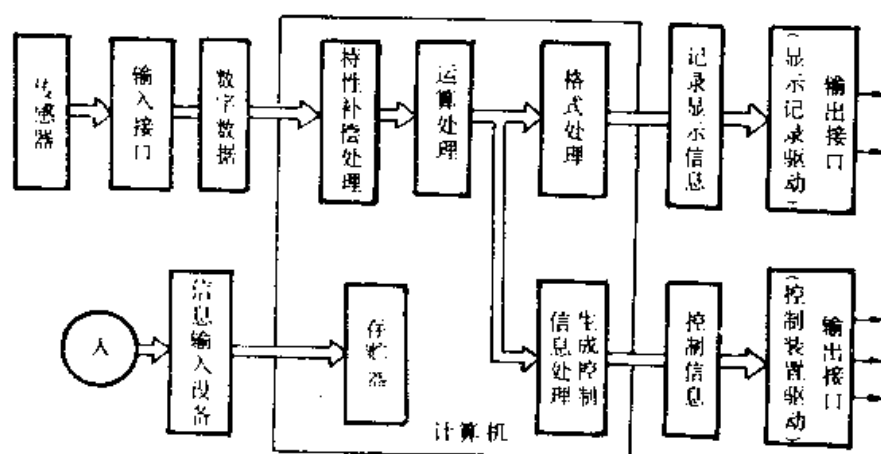 传感器
输入接口
数字数据
特性补偿处理
运算处理
格式处理
记录显示信息
输出接口
(显示记录驱动
人
信息输入设备
存贮器
生成控制
信息处理
控制信息
输出接口
(控制装置驱动
计算机